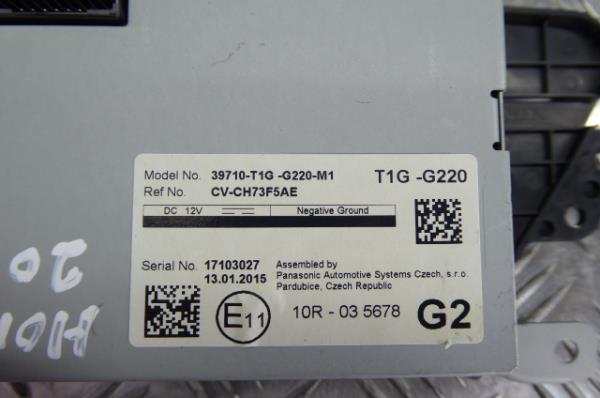 Model No. 39710-T1G -G220-M1 T1G -G220
Ref No. CV-CH73F5AE
DC 12V Negative Ground
Serial No. 17103027 Assembled by
13.01.2015 Panasonic Automotive Systems Czech, s.r.o.
Pardubice, Czech Republic
E11 10R - 03 5678 G2
20